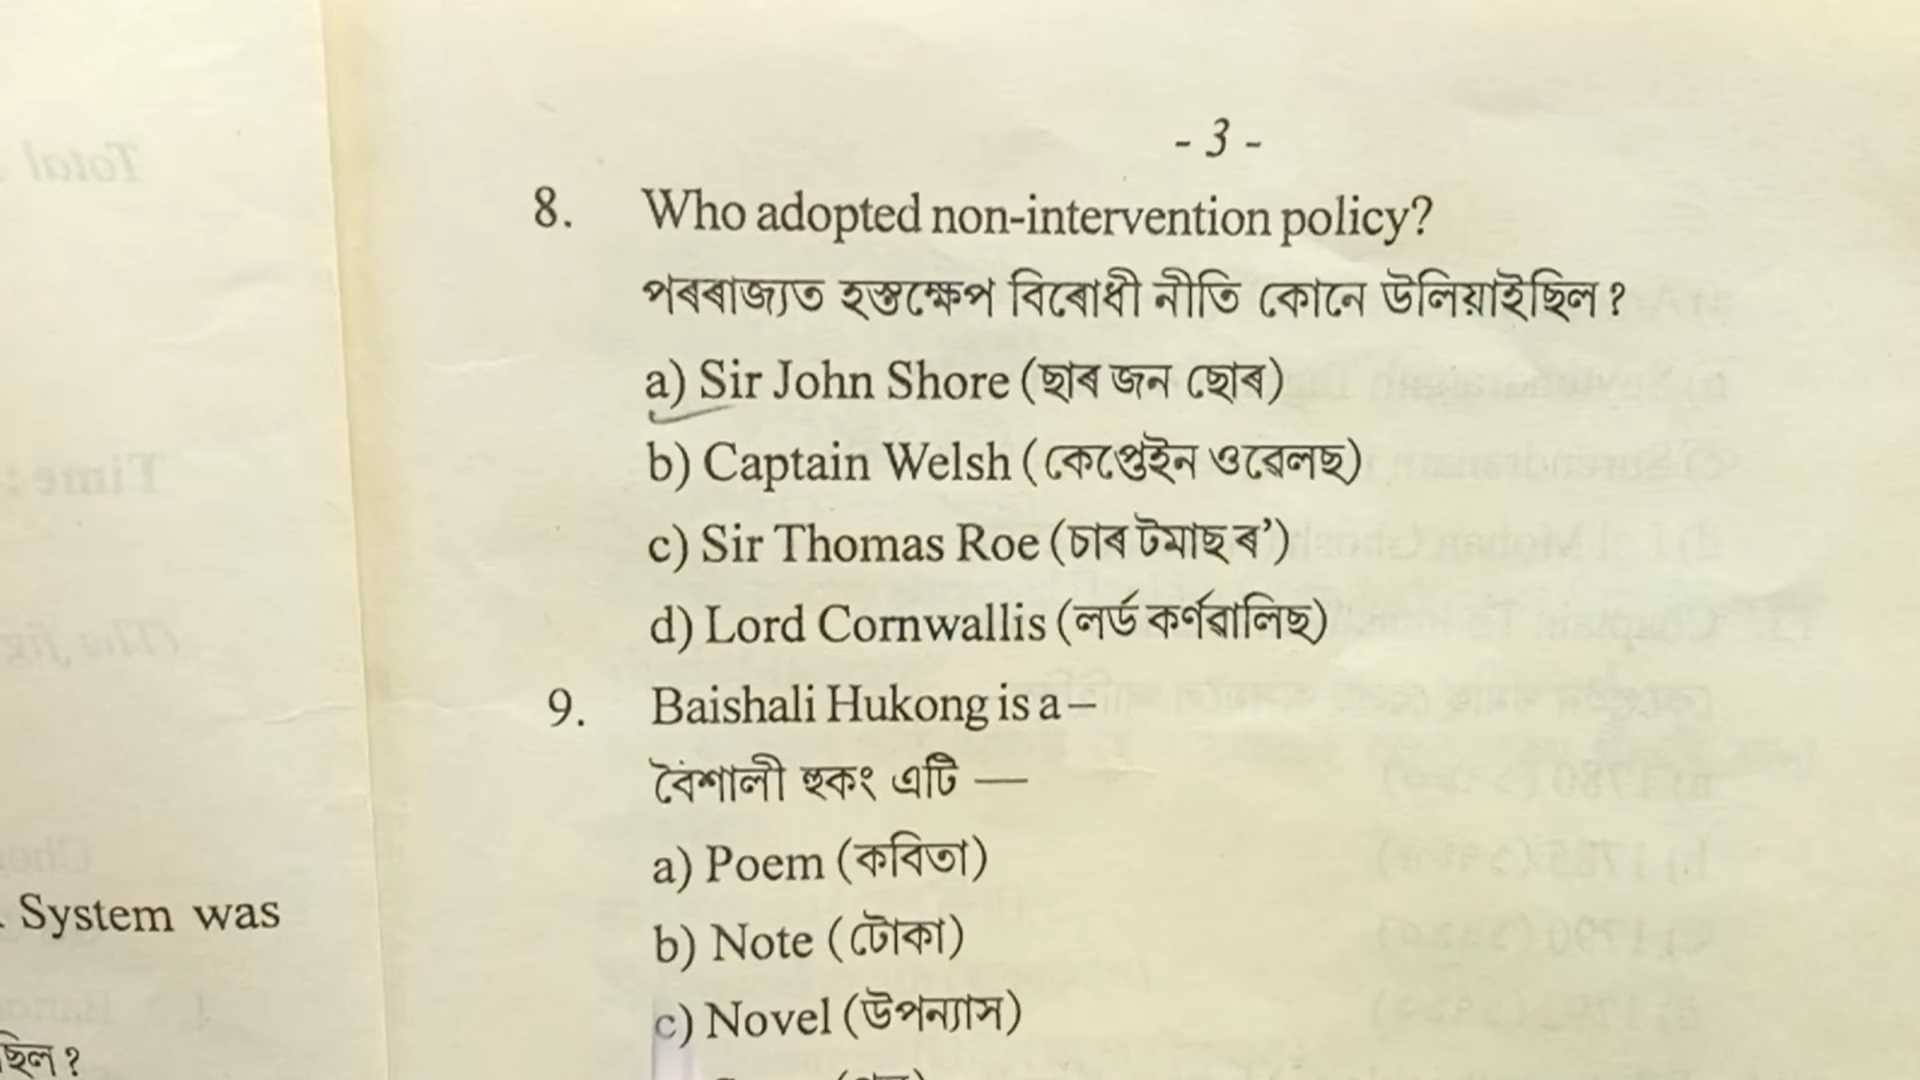 - 3 -
8. Who adopted non-intervention policy?
পৰৰাজ্যত হস্তক্ষেপ বিৰোধী নীতি কোনে উলিয়াইছিল ?
a) Sir John Shore (ছাৰ জন ছোৰ)
b) Captain Welsh (কেপ্তেইন ওৱেলছ)
c) Sir Thomas Roe (চাৰ টমাছ ৰ’)
d) Lord Cornwallis (লর্ড কর্ণৱালিছ)
9. Baishali Hukong is a –
বৈশালী হুকং এটি —
a) Poem (কবিতা)
b) Note (টোকা)
c) Novel (উপন্যাস)
System was
ছিল ?